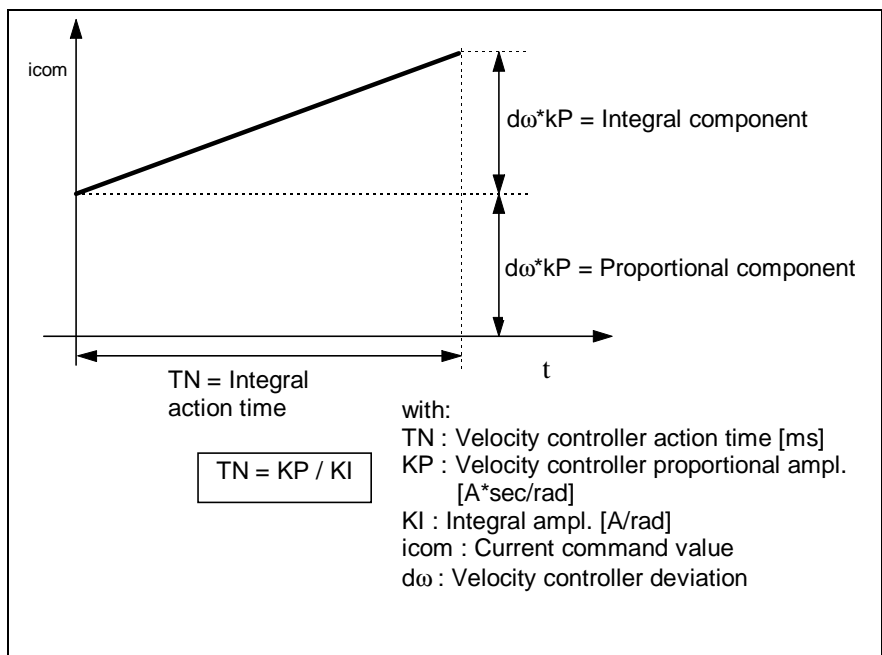 icom
dω*kP = Integral component
dω*kP = Proportional component
t
TN = Integral
action time
TN = KP / KI
with:
TN : Velocity controller action time [ms]
KP : Velocity controller proportional ampl.
[A*sec/rad]
KI : Integral ampl. [A/rad]
icom : Current command value
dω : Velocity controller deviation